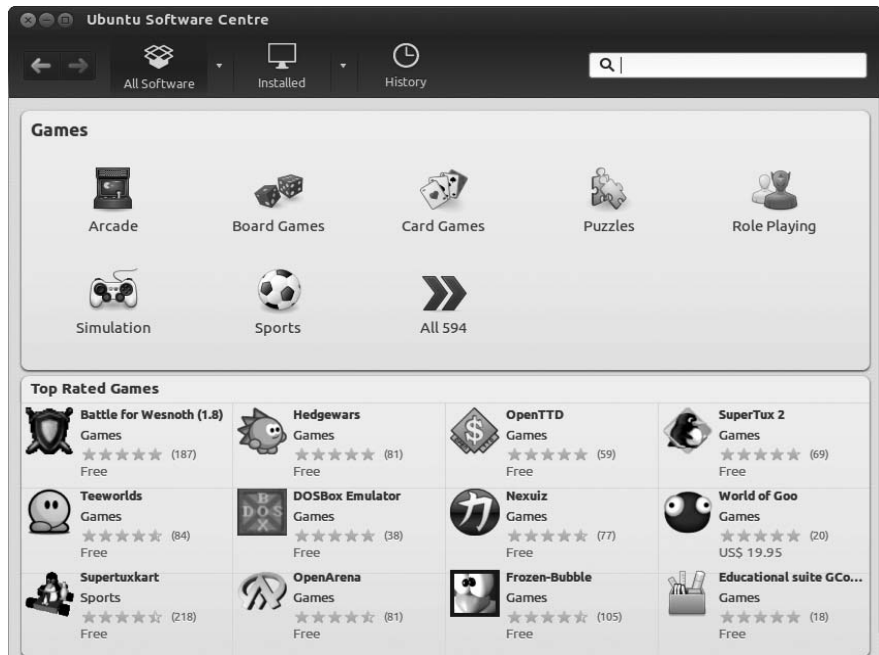 Ubuntu Software Centre
All Software
Installed
History
Games
Arcade
Board Games
Card Games
Puzzles
Role Playing
Simulation
Sports
All 594
Top Rated Games
Battle for Wesnoth (1.8)
Games
(187)
Free
Hedgewars
Games
(81)
Free
OpenTTD
Games
(59)
Free
SuperTux 2
Games
(69)
Free
Teeworlds
Games
(84)
Free
DOSBox Emulator
Games
(38)
Free
Nexuiz
Games
(77)
Free
World of Goo
Games
(20)
US$ 19.95
Supertuxkart
Sports
(218)
Free
OpenArena
Games
(81)
Free
Frozen-Bubble
Games
(105)
Free
Educational suite GCo...
Games
(18)
Free